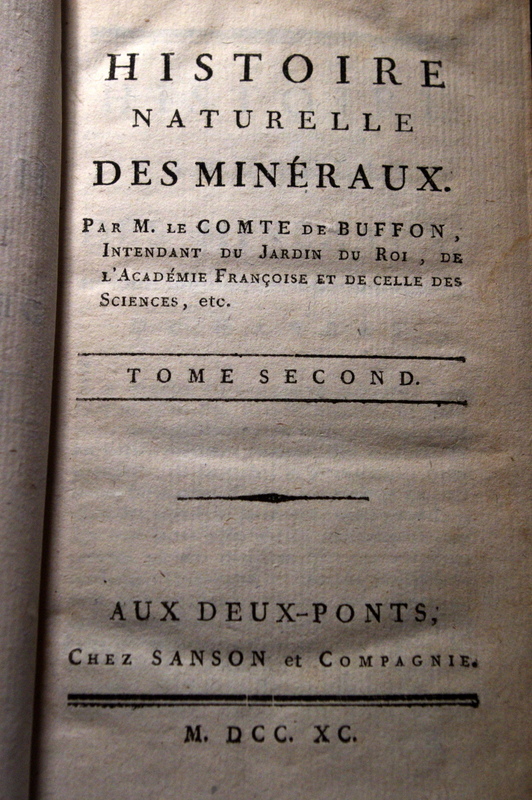 HISTOIRE
NATURELLE
DES MINÉRAUX.
PAR M. LE COMTE DE BUFFON,
INTENDANT DU JARDIN DU ROI, DE
L'ACADÉMIE FRANÇOISE ET DE CELLE DES
SCIENCES, etc.
TOME SECOND.
AUX DEUX-PONTS,
CHEZ SANSON et COMPAGNIE.
M. DCC. XC.